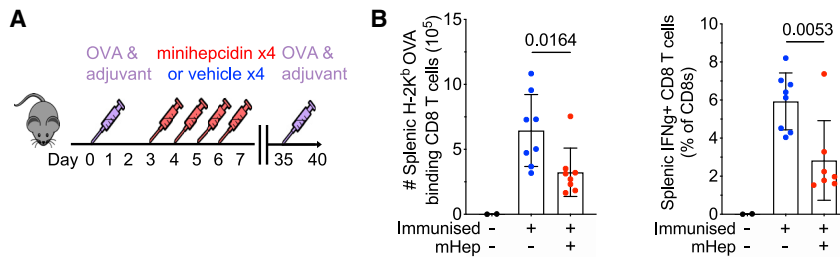 A
OVA & adjuvant
minihepcidin x4 or vehicle x4
OVA & adjuvant
Day 0 1 2 3 4 5 6 7 35 40
B
# Splenic H-2Kᵇ OVA
binding CD8 T cells (10⁵)
15
10
5
0
0.0164
Immunised - + +
mHep - - +
Splenic IFNg+ CD8 T cells
(% of CD8s)
10
8
6
4
2
0
0.0053
Immunised - + +
mHep - - +